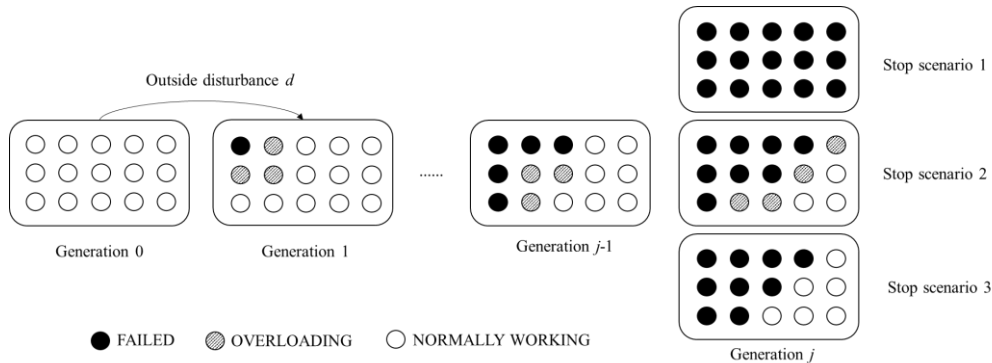 Outside disturbance d
Generation 0
Generation 1
......
Generation j-1
Stop scenario 1
Stop scenario 2
Stop scenario 3
Generation j
FAILED
OVERLOADING
NORMALLY WORKING